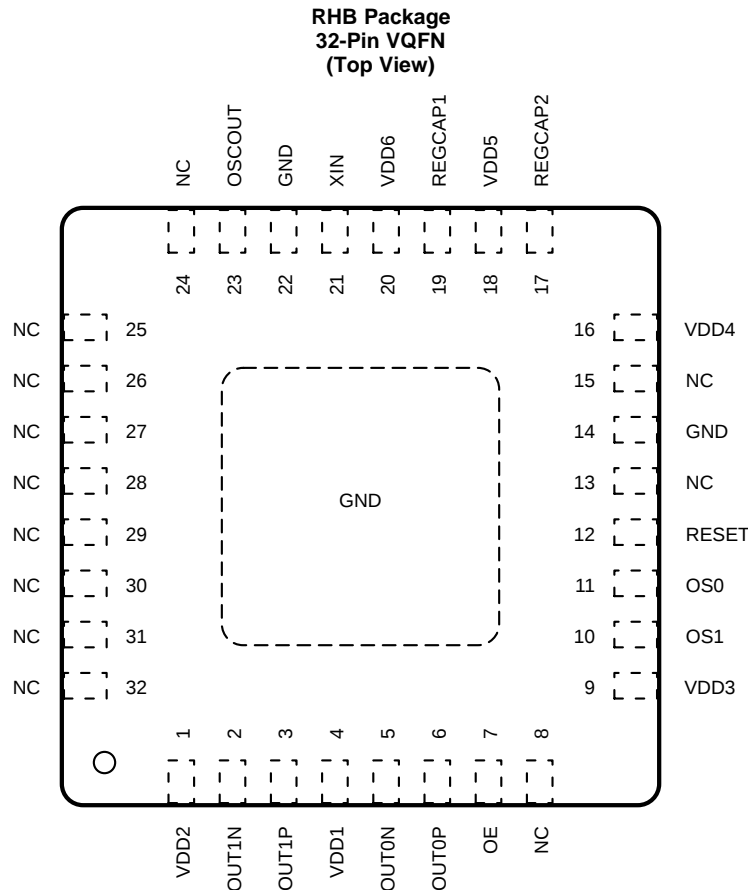 RHB Package
32-Pin VQFN
(Top View)
NC
OSCOUT
GND
XIN
VDD6
REGCAP1
VDD5
REGCAP2
24
23
22
21
20
19
18
17
NC 25
16 VDD4
NC 26
15 NC
NC 27
14 GND
NC 28
13 NC
GND
NC 29
12 RESET
NC 30
11 OS0
NC 31
10 OS1
NC 32
9 VDD3
1
2
3
4
5
6
7
8
VDD2
OUT1N
OUT1P
VDD1
OUT0N
OUT0P
OE
NC